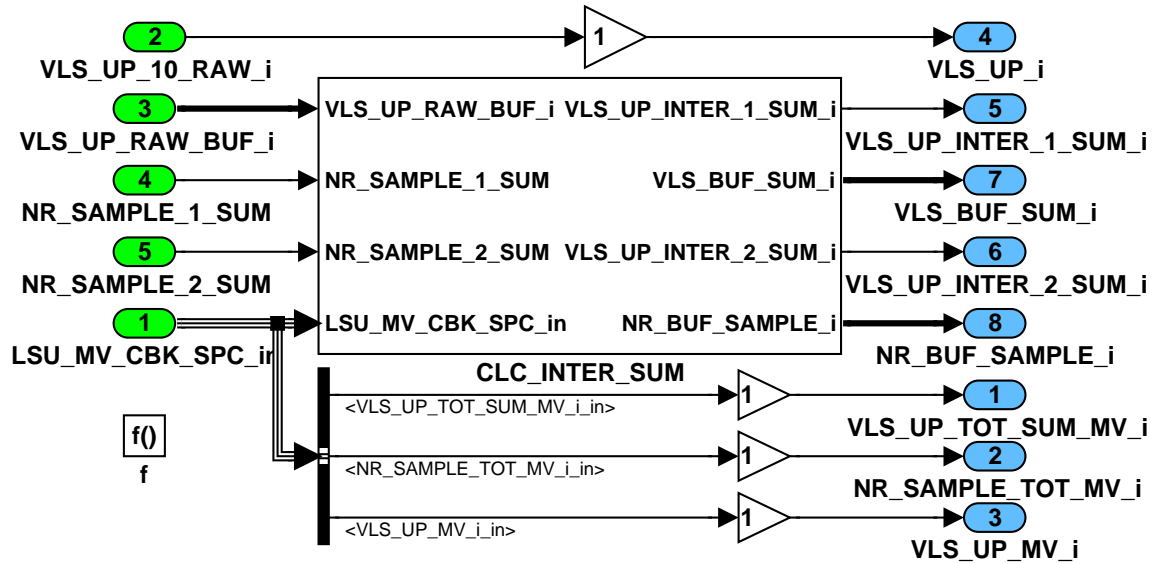 2
1
4
VLS_UP_10_RAW_i
VLS_UP_i
3
VLS_UP_RAW_BUF_i
VLS_UP_RAW_BUF_i
VLS_UP_INTER_1_SUM_i
5
VLS_UP_INTER_1_SUM_i
4
NR_SAMPLE_1_SUM
NR_SAMPLE_1_SUM
VLS_BUF_SUM_i
7
VLS_BUF_SUM_i
5
NR_SAMPLE_2_SUM
NR_SAMPLE_2_SUM
VLS_UP_INTER_2_SUM_i
6
VLS_UP_INTER_2_SUM_i
1
LSU_MV_CBK_SPC_in
LSU_MV_CBK_SPC_in
NR_BUF_SAMPLE_i
8
NR_BUF_SAMPLE_i
CLC_INTER_SUM
<VLS_UP_TOT_SUM_MV_i_in>
1
1
VLS_UP_TOT_SUM_MV_i
f()
f
<NR_SAMPLE_TOT_MV_i_in>
1
2
NR_SAMPLE_TOT_MV_i
<VLS_UP_MV_i_in>
1
3
VLS_UP_MV_i